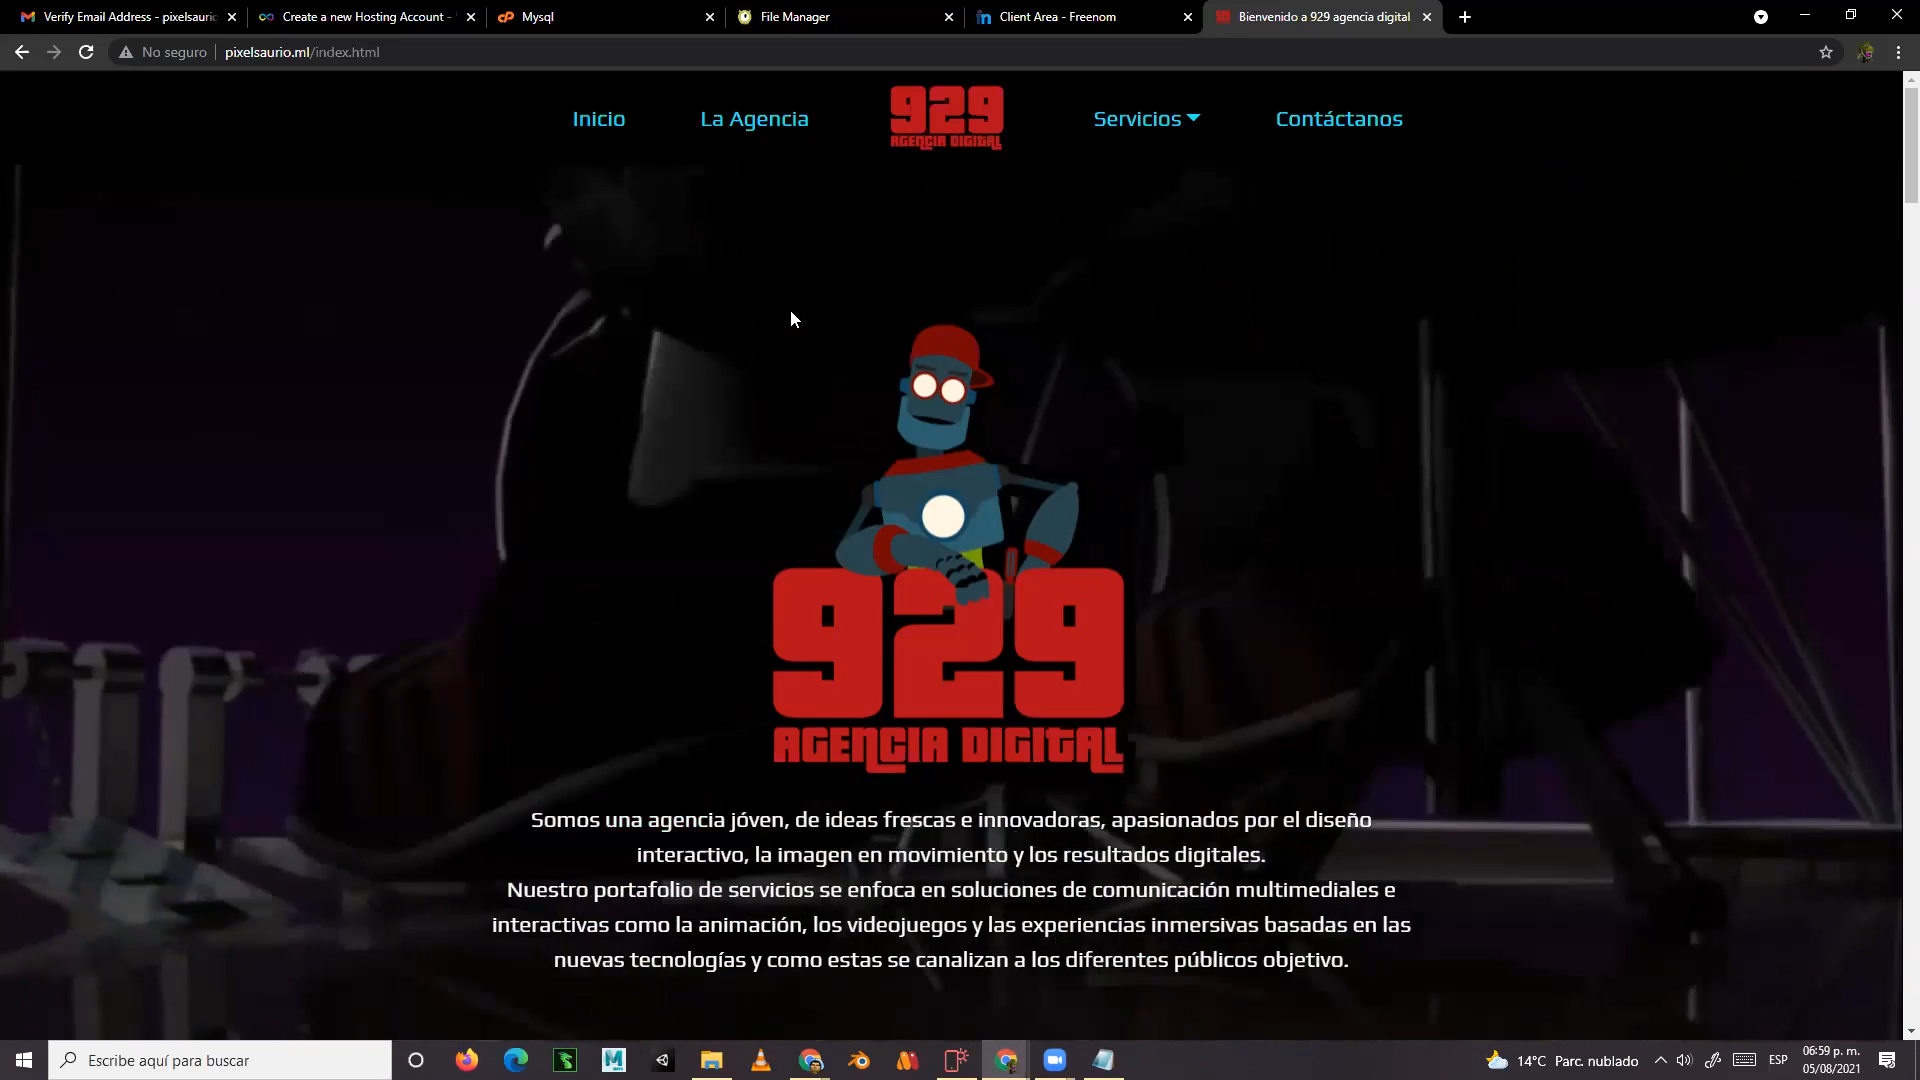 Verify Email Address - pixelsauri
Create a new Hosting Account -
Mysql
File Manager
Client Area - Freenom
Bienvenido a 929 agencia digital
No seguro
pixelsaurio.ml/index.html
Inicio
La Agencia
929
AGENCIA DIGITAL
Servicios
Contáctanos
929
AGENCIA DIGITAL
Somos una agencia jóven, de ideas frescas e innovadoras, apasionados por el diseño
interactivo, la imagen en movimiento y los resultados digitales.
Nuestro portafolio de servicios se enfoca en soluciones de comunicación multimediales e
interactivas como la animación, los videojuegos y las experiencias inmersivas basadas en las
nuevas tecnologías y como estas se canalizan a los diferentes públicos objetivo.
Escribe aquí para buscar
14°C Parc. nublado
ESP
06:59 p. m.
05/08/2021